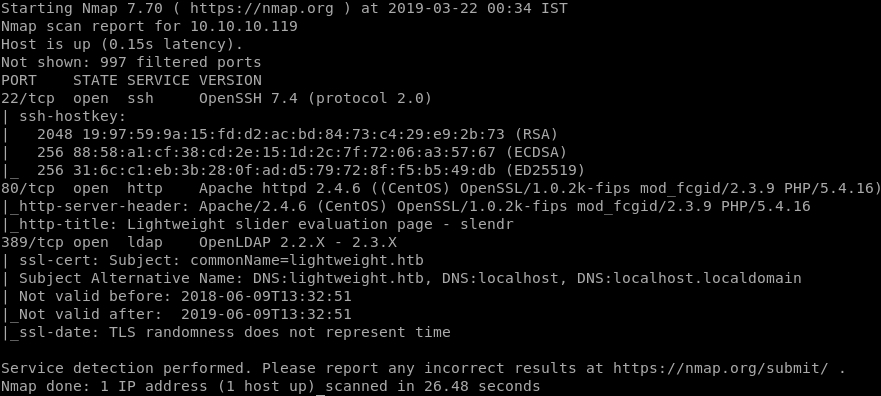 Starting Nmap 7.70 ( https://nmap.org ) at 2019-03-22 00:34 IST
Nmap scan report for 10.10.10.119
Host is up (0.15s latency).
Not shown: 997 filtered ports
PORT    STATE SERVICE VERSION
22/tcp  open  ssh     OpenSSH 7.4 (protocol 2.0)
| ssh-hostkey:
|   2048 19:97:59:9a:15:fd:d2:ac:bd:84:73:c4:29:e9:2b:73 (RSA)
|   256 88:58:a1:cf:38:cd:2e:15:1d:2c:7f:72:06:a3:57:67 (ECDSA)
|_  256 31:6c:c1:eb:3b:28:0f:ad:d5:79:72:8f:f5:b5:49:db (ED25519)
80/tcp  open  http    Apache httpd 2.4.6 ((CentOS) OpenSSL/1.0.2k-fips mod_fcgid/2.3.9 PHP/5.4.16)
|_http-server-header: Apache/2.4.6 (CentOS) OpenSSL/1.0.2k-fips mod_fcgid/2.3.9 PHP/5.4.16
|_http-title: Lightweight slider evaluation page - slendr
389/tcp open  ldap    OpenLDAP 2.2.X - 2.3.X
| ssl-cert: Subject: commonName=lightweight.htb
| Subject Alternative Name: DNS:lightweight.htb, DNS:localhost, DNS:localhost.localdomain
| Not valid before: 2018-06-09T13:32:51
|_Not valid after:  2019-06-09T13:32:51
|_ssl-date: TLS randomness does not represent time

Service detection performed. Please report any incorrect results at https://nmap.org/submit/ .
Nmap done: 1 IP address (1 host up) scanned in 26.48 seconds